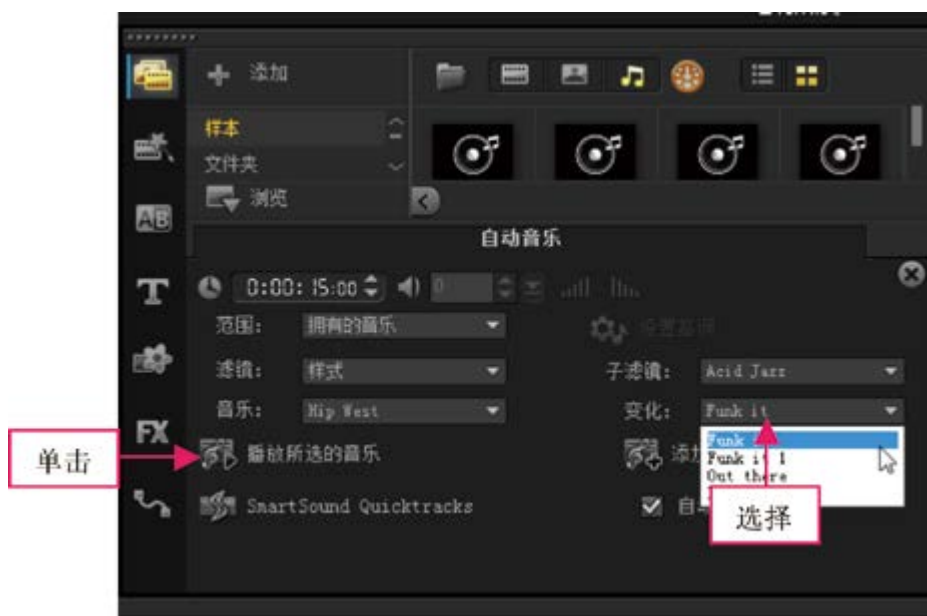 添加
样本
文件夹
浏览
自动音乐
0:00:15:00
0
范围: 拥有的音乐
滤镜: 样式
子滤镜: Acid Jazz
音乐: Hip West
变化: Funk it
Funk
Funk it 1
Out there
单击
播放所选的音乐
SmartSound Quicktracks
选择
AB
T
FX